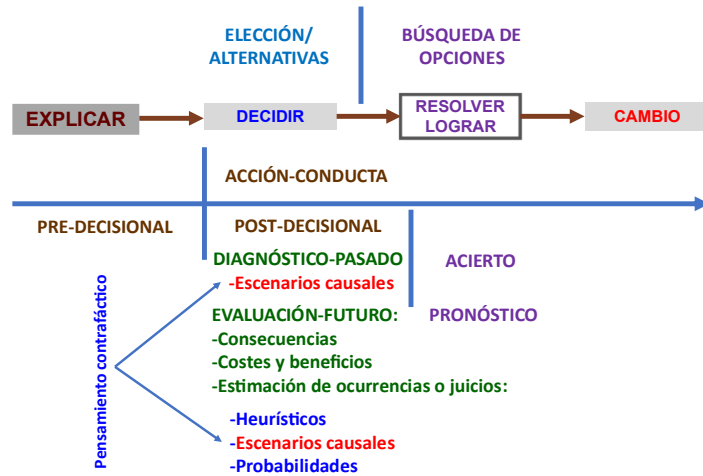 ELECCIÓN/
ALTERNATIVAS
BÚSQUEDA DE
OPCIONES
EXPLICAR
DECIDIR
RESOLVER
LOGRAR
CAMBIO
ACCIÓN-CONDUCTA
PRE-DECISIONAL
POST-DECISIONAL
DIAGNÓSTICO-PASADO
-Escenarios causales
ACIERTO
EVALUACIÓN-FUTURO:
PRONÓSTICO
-Consecuencias
-Costes y beneficios
-Estimación de ocurrencias o juicios:
-Heurísticos
-Escenarios causales
-Probabilidades
Pensamiento contrafáctico